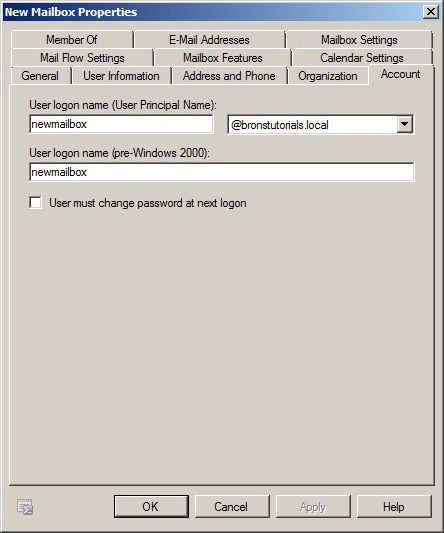 New Mailbox Properties
Member Of E-Mail Addresses Mailbox Settings
Mail Flow Settings Mailbox Features Calendar Settings
General User Information Address and Phone Organization Account
User logon name (User Principal Name):
newmailbox @bronstutorials.local
User logon name (pre-Windows 2000):
newmailbox
User must change password at next logon
OK Cancel Apply Help